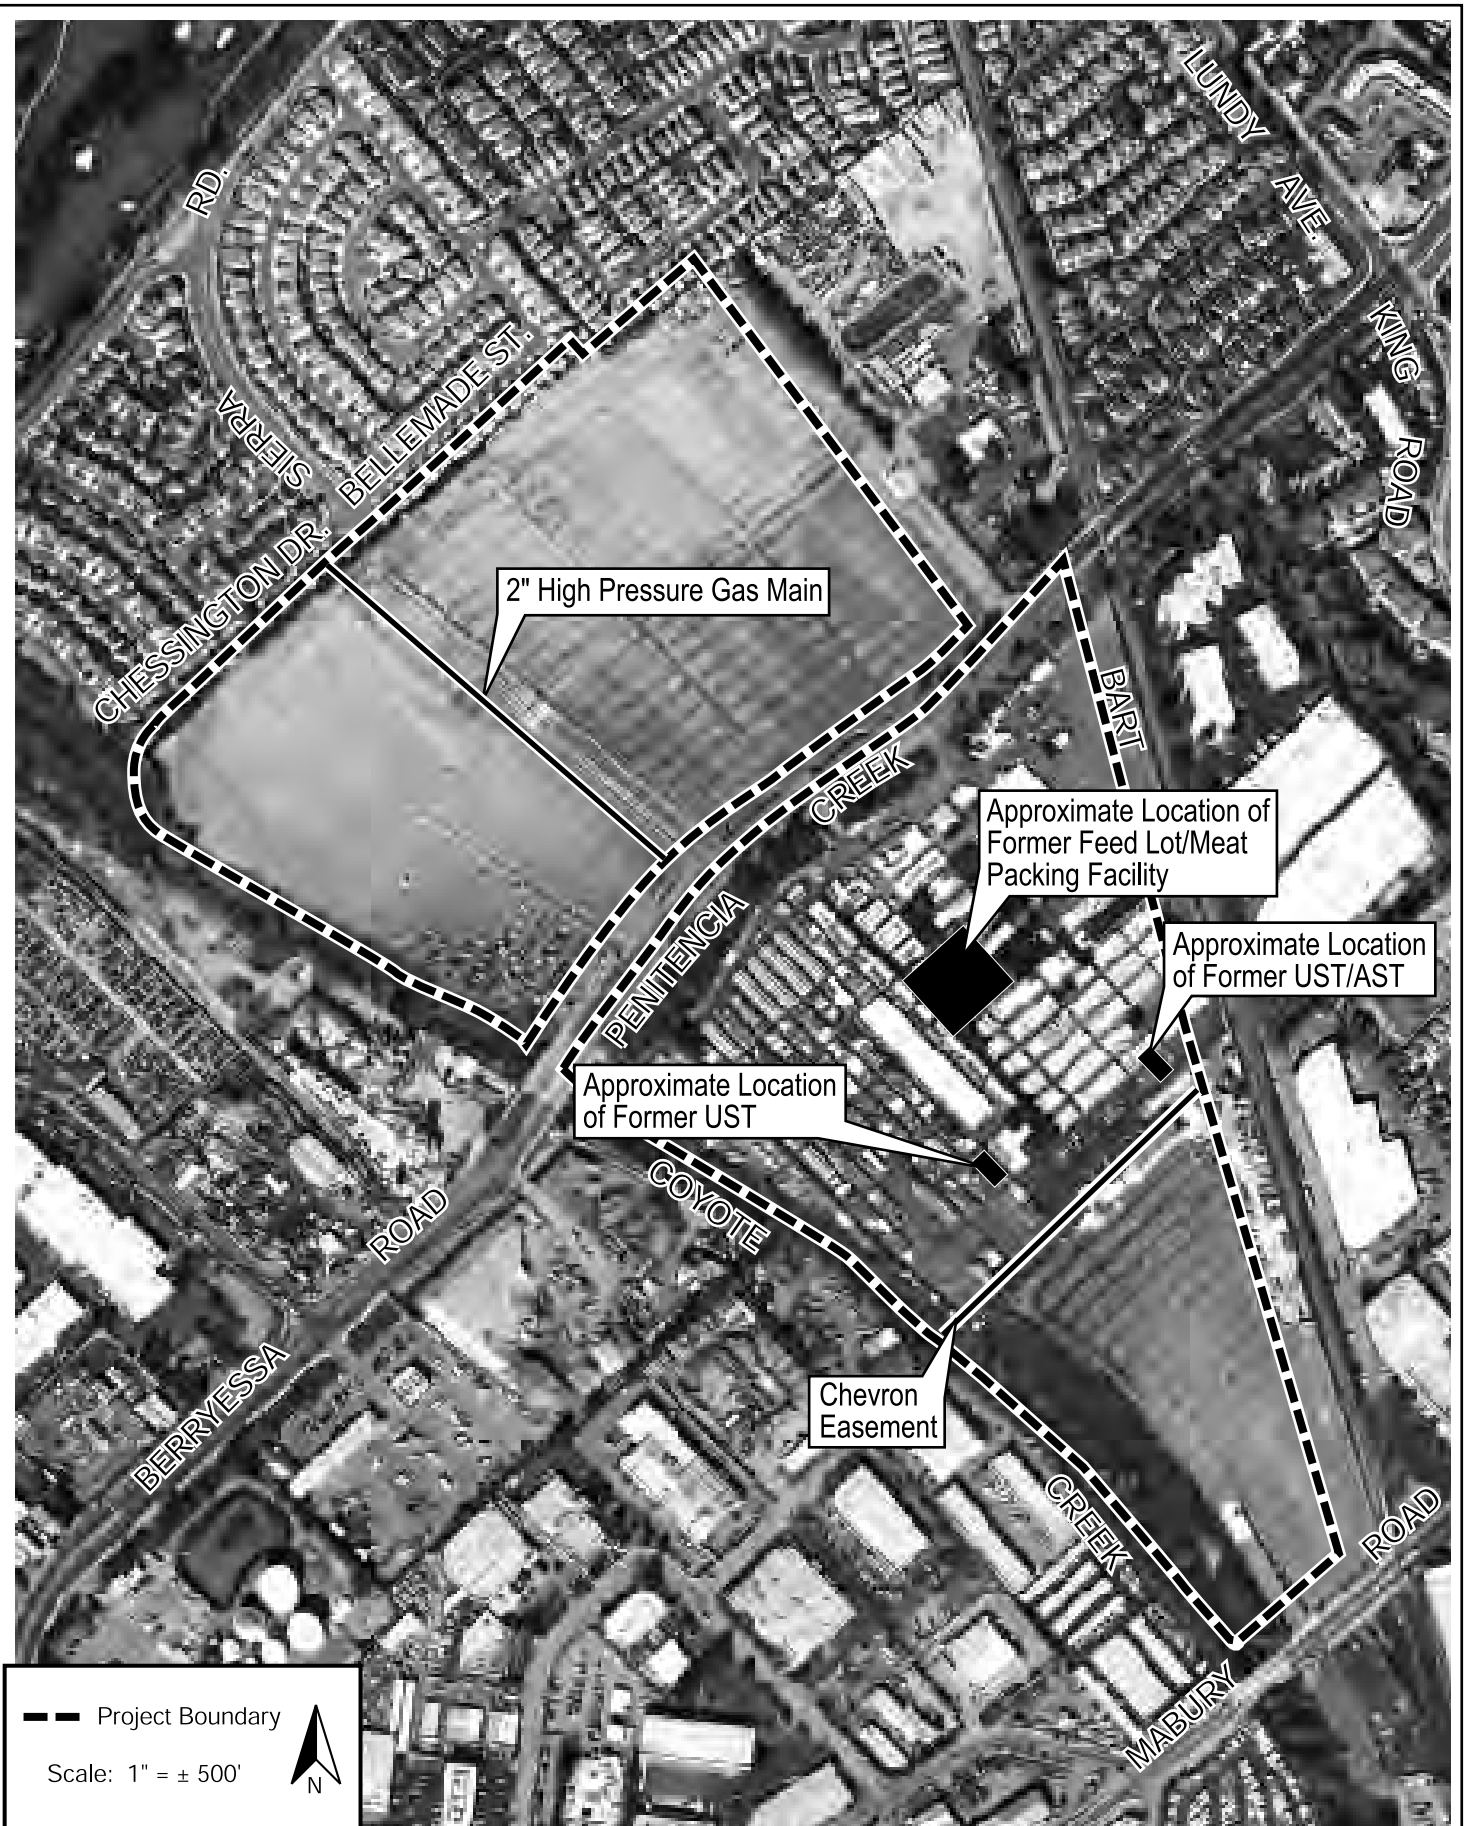 LUNDY
AVE.
RD.
KING
ROAD
BELLEMADE ST.
SIERRA
CHESSINGTON DR.
2" High Pressure Gas Main
BART
CREEK
Approximate Location of
Former Feed Lot/Meat
Packing Facility
PENITENCIA
Approximate Location
of Former UST/AST
Approximate Location
of Former UST
COYOTE
ROAD
BERRYESSA
Chevron
Easement
CREEK
ROAD
MABURY
Project Boundary
Scale: 1" = ± 500'
N